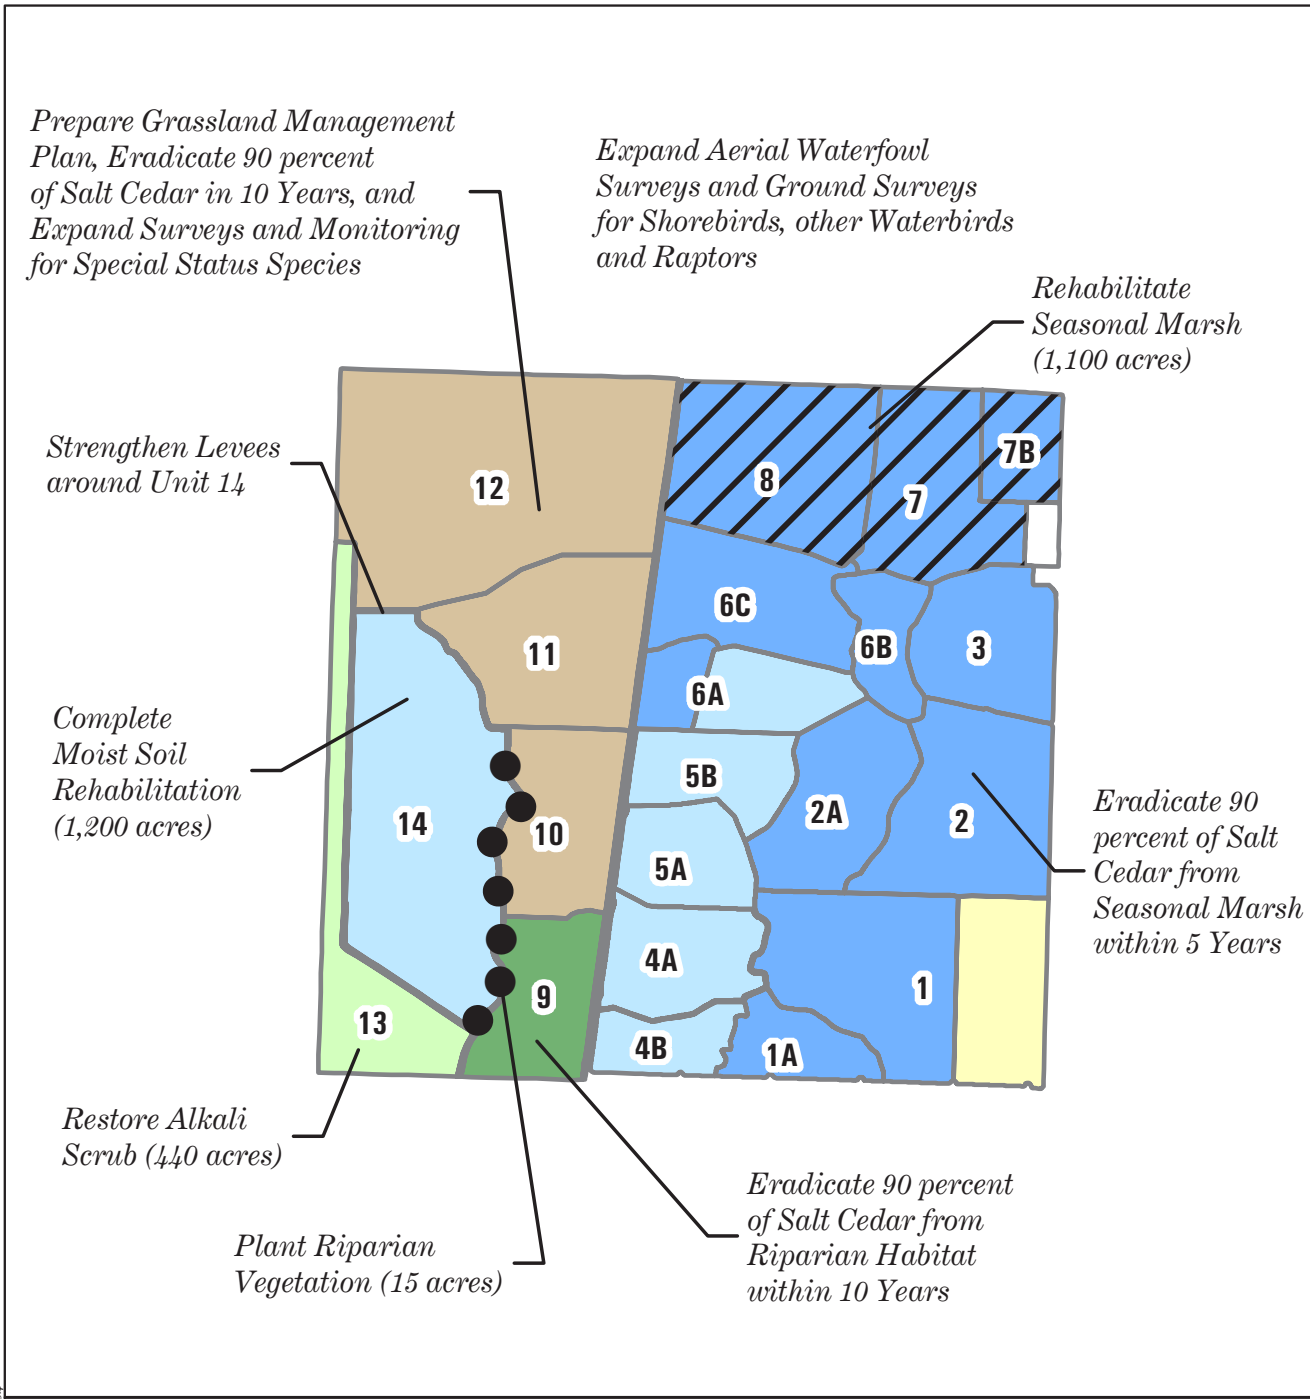 Prepare Grassland Management
Plan, Eradicate 90 percent
of Salt Cedar in 10 Years, and
Expand Surveys and Monitoring
for Special Status Species
Expand Aerial Waterfowl
Surveys and Ground Surveys
for Shorebirds, other Waterbirds
and Raptors
Rehabilitate
Seasonal Marsh
(1,100 acres)
Strengthen Levees
around Unit 14
12
8
7
7B
11
6C
6B
3
6A
Complete
Moist Soil
Rehabilitation
(1,200 acres)
14
10
5B
2A
2
5A
Eradicate 90
percent of Salt
Cedar from
Seasonal Marsh
within 5 Years
4A
1
9
13
4B
1A
Restore Alkali
Scrub (440 acres)
Plant Riparian
Vegetation (15 acres)
Eradicate 90 percent
of Salt Cedar from
Riparian Habitat
within 10 Years